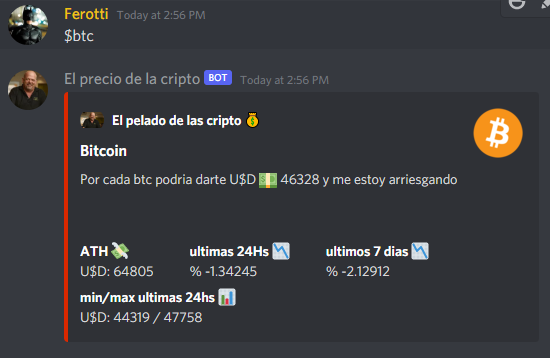 Ferotti Today at 2:56 PM
$btc
El precio de la cripto BOT Today at 2:56 PM
El pelado de las cripto 💰
Bitcoin
Por cada btc podria darte U$D 💵 46328 y me estoy arriesgando
ATH 💸 ultimas 24Hs 📉 ultimos 7 dias 📉
U$D: 64805 % -1.34245 % -2.12912
min/max ultimas 24hs 📊
U$D: 44319 / 47758